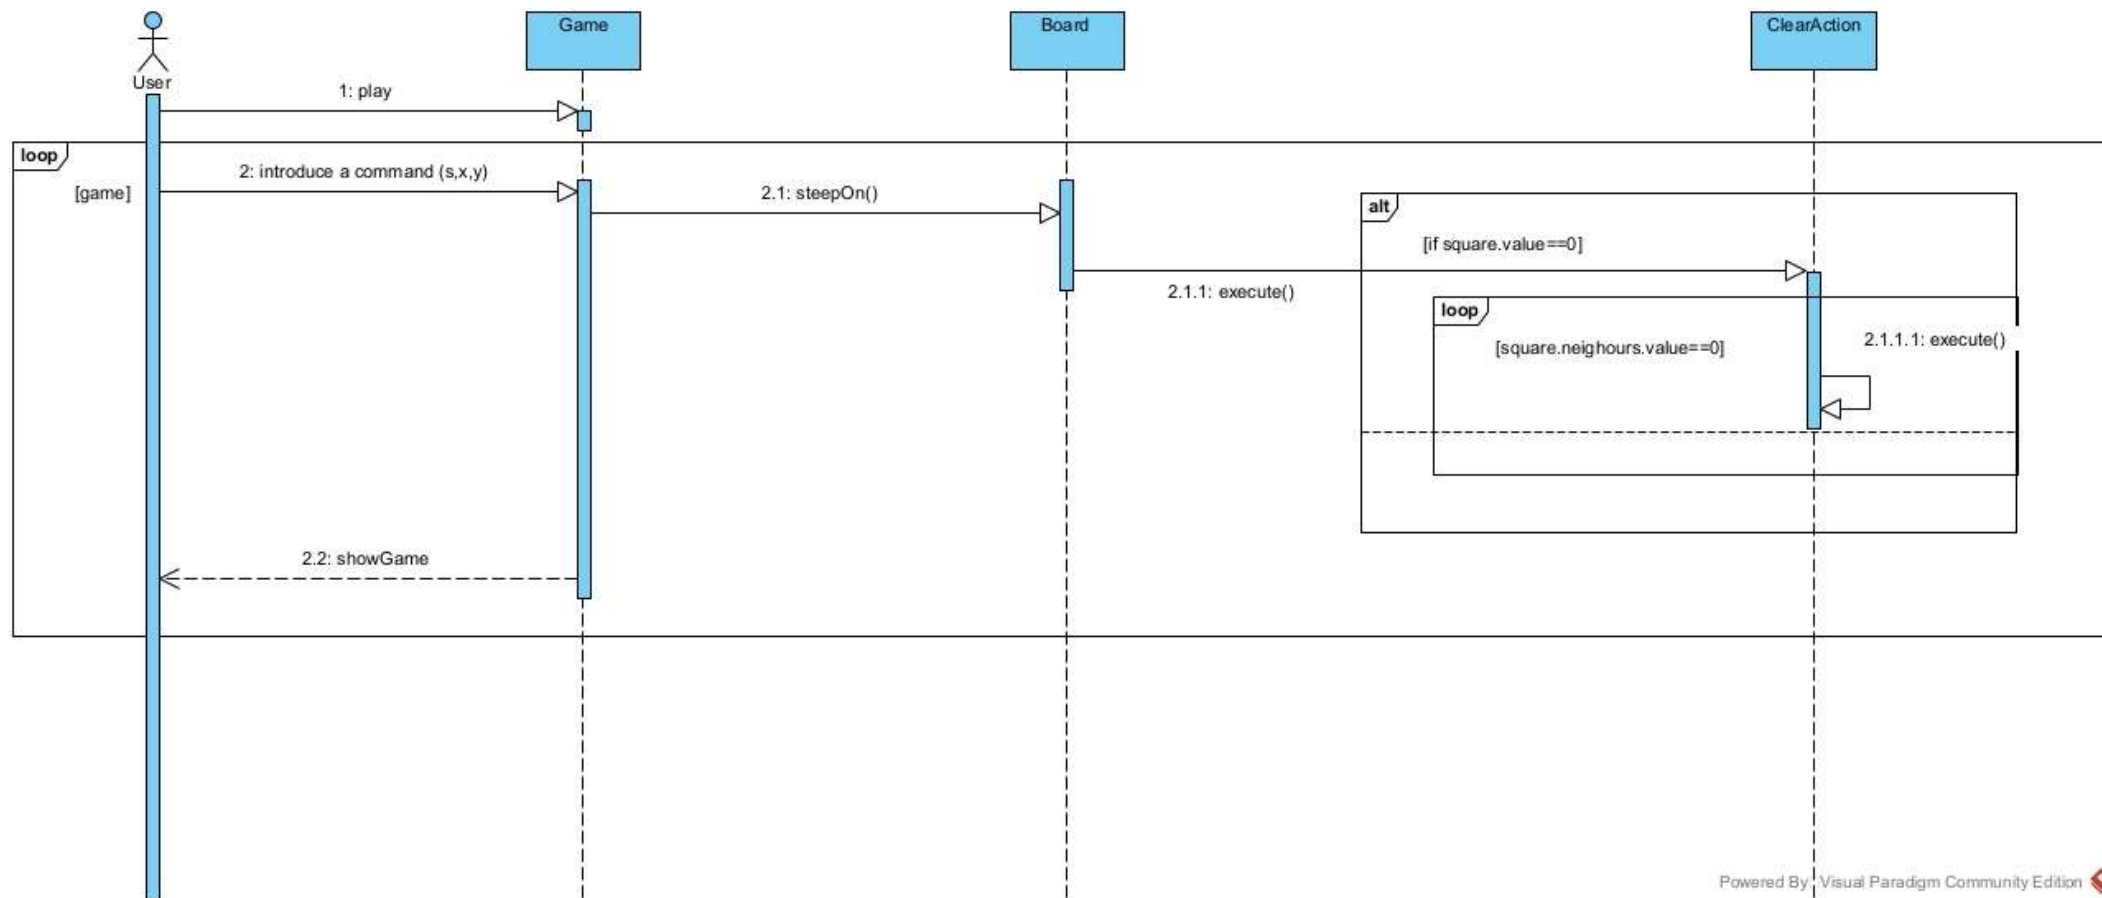 Game
Board
ClearAction
User
1: play
loop
2: introduce a command (s,x,y)
[game]
2.1: steepOn()
alt
[if square.value==0]
2.1.1: execute()
loop
2.1.1.1: execute()
[square.neighours.value==0]
2.2: showGame
Powered By: Visual Paradigm Community Edition